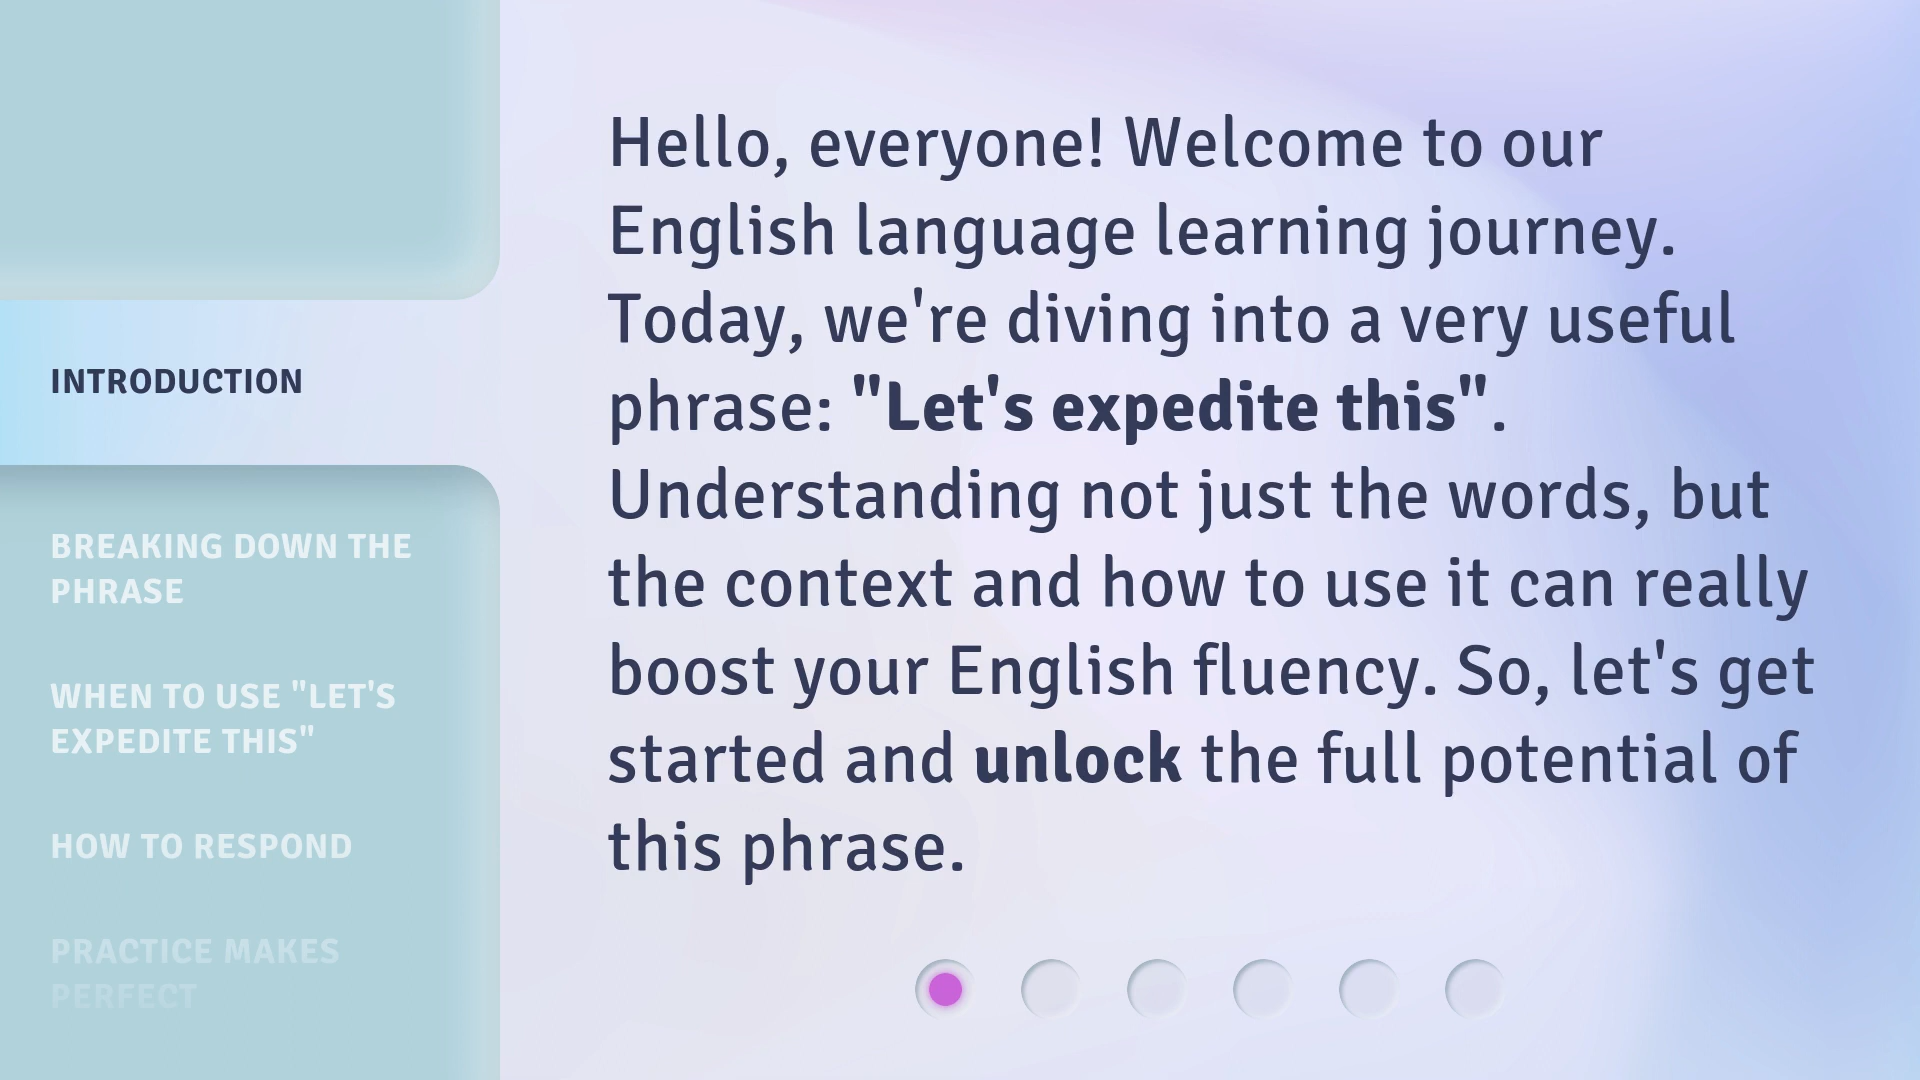 INTRODUCTION
BREAKING DOWN THE
PHRASE
WHEN TO USE "LET'S
EXPEDITE THIS"
HOW TO RESPOND
PRACTICE MAKES
PERFECT
Hello, everyone! Welcome to our
English language learning journey.
Today, we're diving into a very useful
phrase: "Let's expedite this".
Understanding not just the words, but
the context and how to use it can really
boost your English fluency. So, let's get
started and unlock the full potential of
this phrase.